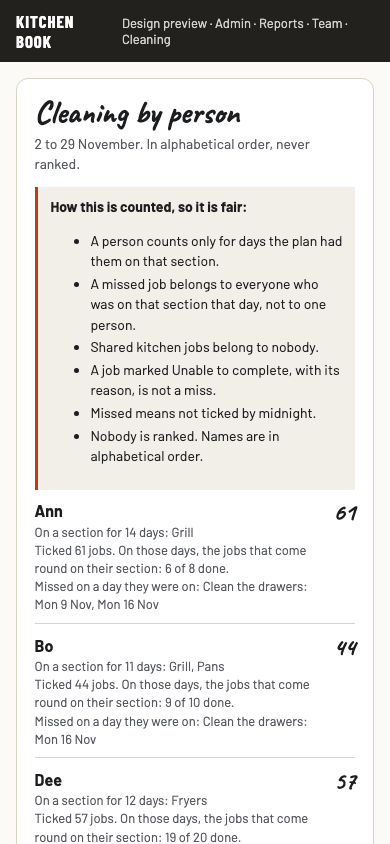 KITCHEN
BOOK
Design preview · Admin · Reports · Team ·
Cleaning
Cleaning by person
2 to 29 November. In alphabetical order, never
ranked.
How this is counted, so it is fair:
• A person counts only for days the plan had
them on that section.
• A missed job belongs to everyone who
was on that section that day, not to one
person.
• Shared kitchen jobs belong to nobody.
• A job marked Unable to complete, with its
reason, is not a miss.
• Missed means not ticked by midnight.
• Nobody is ranked. Names are in
alphabetical order.
Ann 61
On a section for 14 days: Grill
Ticked 61 jobs. On those days, the jobs that come
round on their section: 6 of 8 done.
Missed on a day they were on: Clean the drawers:
Mon 9 Nov, Mon 16 Nov
Bo 44
On a section for 11 days: Grill, Pans
Ticked 44 jobs. On those days, the jobs that come
round on their section: 9 of 10 done.
Missed on a day they were on: Clean the drawers:
Mon 16 Nov
Dee 57
On a section for 12 days: Fryers
Ticked 57 jobs. On those days, the jobs that come
round on their section: 19 of 20 done.